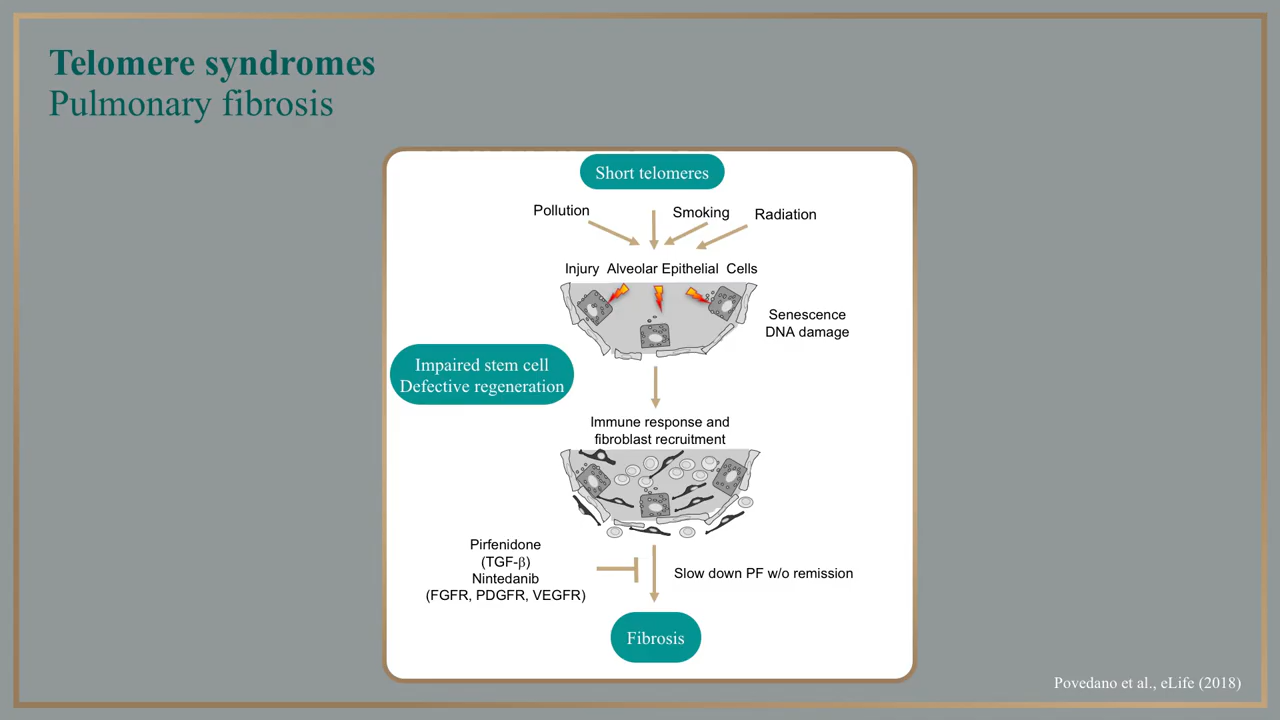 Telomere syndromes
Pulmonary fibrosis
Short telomeres
Pollution
Smoking
Radiation
Injury Alveolar Epithelial Cells
Senescence
DNA damage
Impaired stem cell
Defective regeneration
Immune response and
fibroblast recruitment
Pirfenidone
(TGF-β)
Nintedanib
(FGFR, PDGFR, VEGFR)
Slow down PF w/o remission
Fibrosis
Povedano et al., eLife (2018)